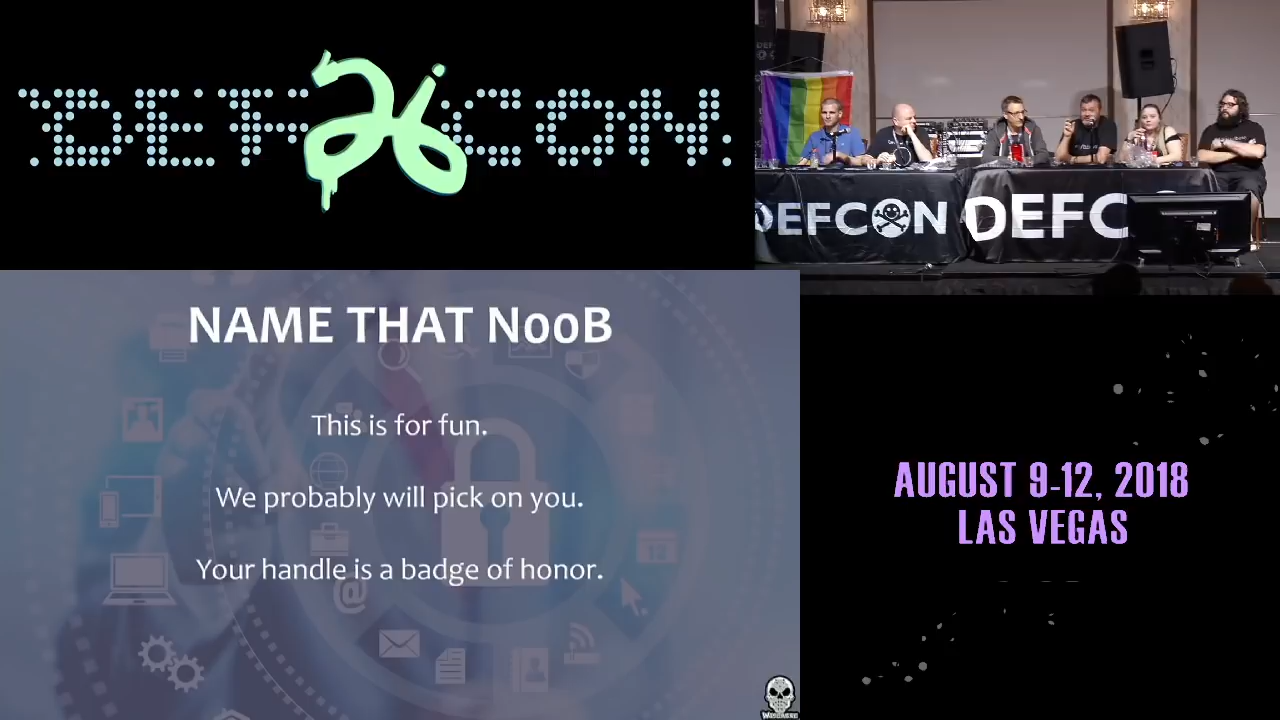 DEF 26 CON
DEFCON
DEFC
NAME THAT NooB
This is for fun.
We probably will pick on you.
Your handle is a badge of honor.
AUGUST 9-12, 2018
LAS VEGAS